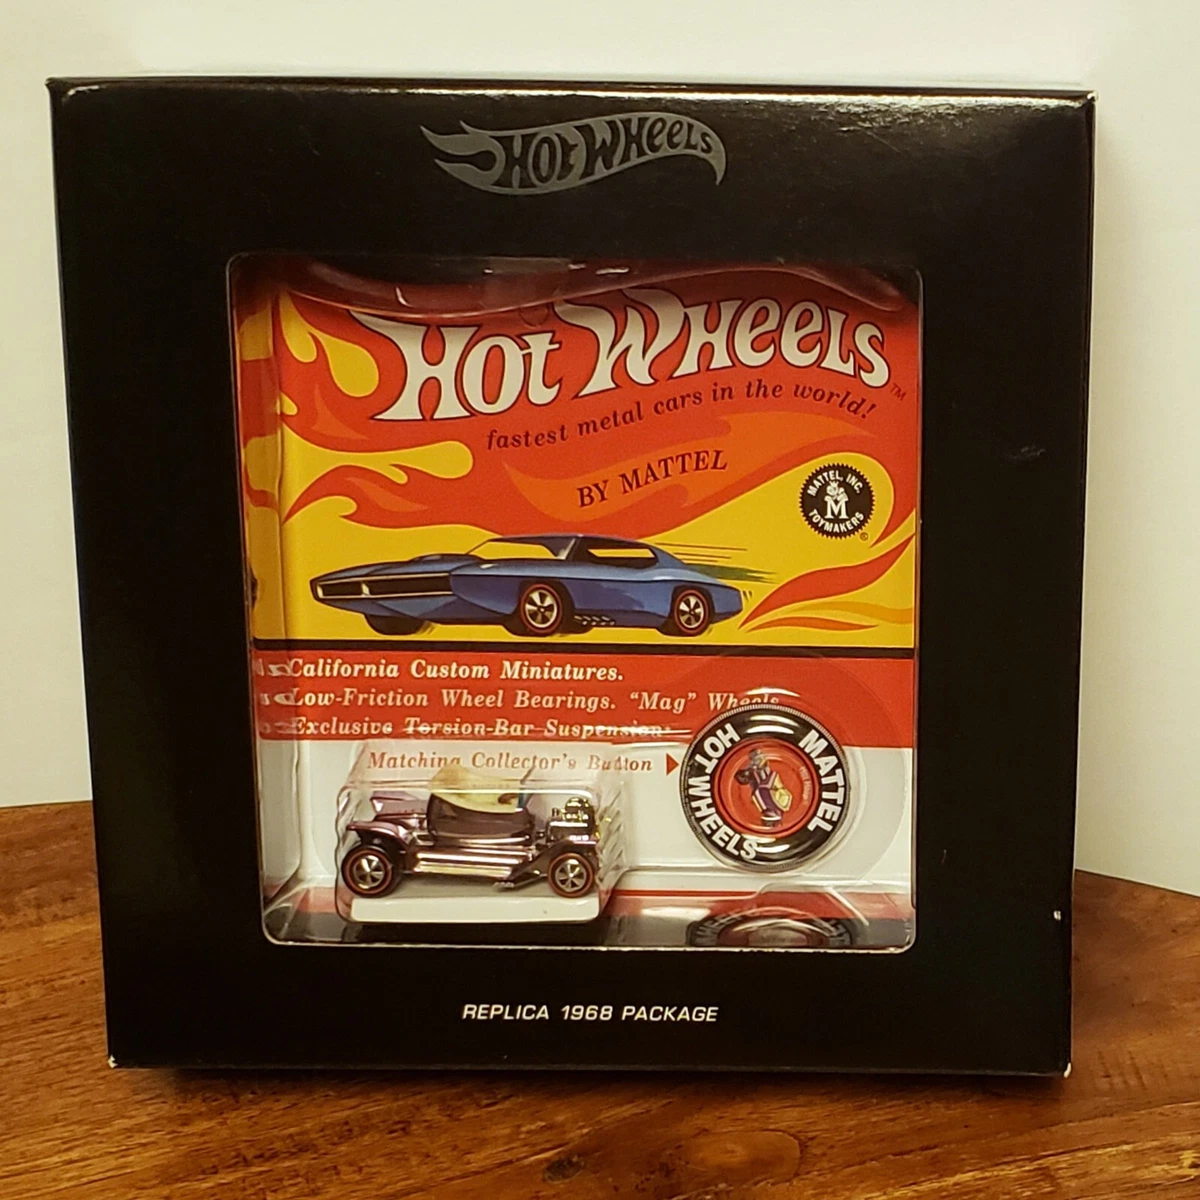 HOT WHEELS
HOT WHEELS™
fastest metal cars in the world!
BY MATTEL
MATTEL, INC.
M
TOYMAKERS
®
California Custom Miniatures.
Low-Friction Wheel Bearings. "Mag" Wheels.
Exclusive Torsion-Bar Suspension.
Matching Collector's Button
HOT WHEELS
MATTEL
REPLICA 1968 PACKAGE